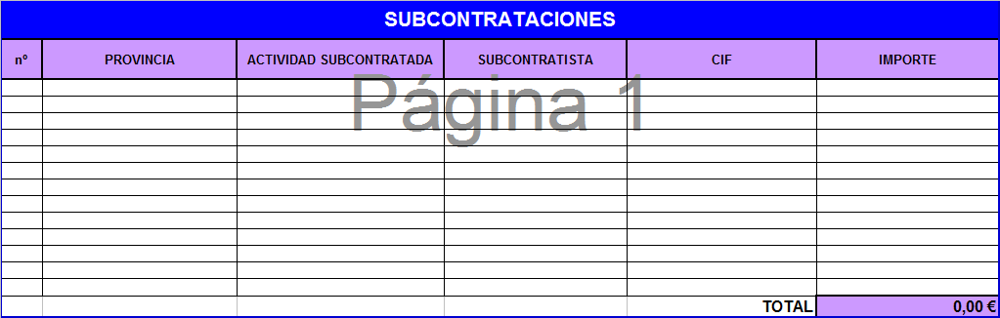 SUBCONTRATACIONES
nº PROVINCIA ACTIVIDAD SUBCONTRATADA SUBCONTRATISTA CIF IMPORTE
Página 1
TOTAL 0,00 €